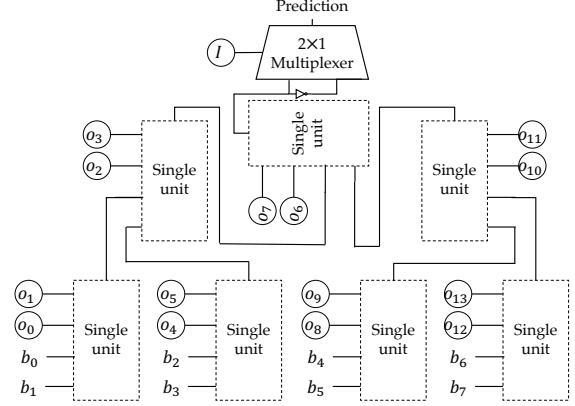 Prediction
2×1
Multiplexer
I
Single
unit
o₃
o₂
Single
unit
o₇
o₆
Single
unit
o₁₁
o₁₀
o₁
o₀
b₀
b₁
Single
unit
o₅
o₄
b₂
b₃
Single
unit
o₉
o₈
b₄
b₅
Single
unit
o₁₃
o₁₂
b₆
b₇
Single
unit